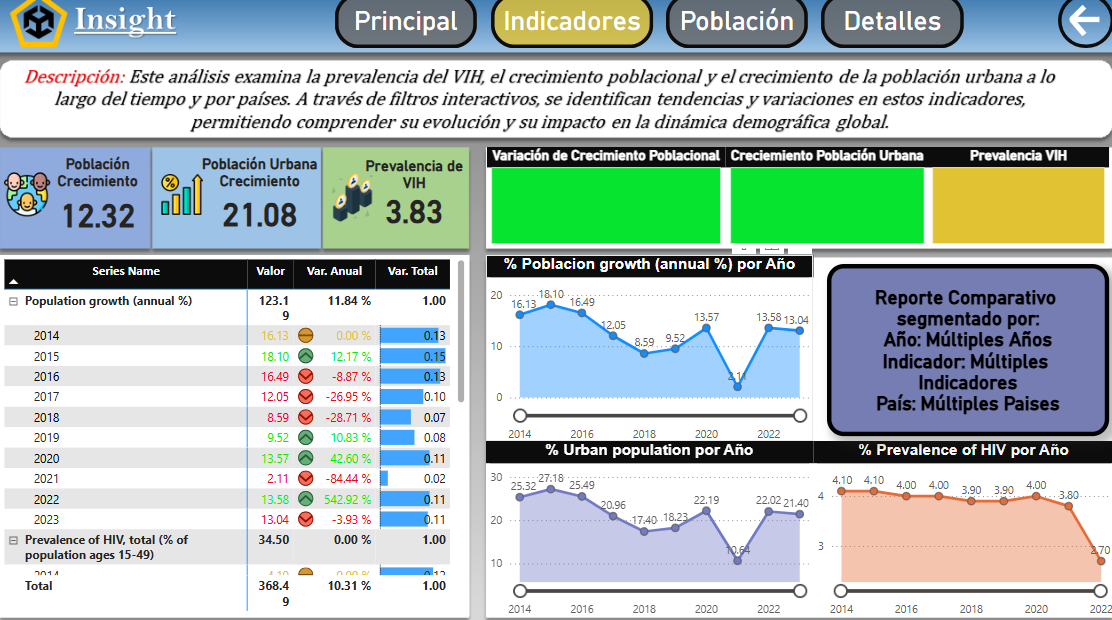 Insight
Principal
Indicadores
Población
Detalles
Descripción: Este análisis examina la prevalencia del VIH, el crecimiento poblacional y el crecimiento de la población urbana a lo
largo del tiempo y por países. A través de filtros interactivos, se identifican tendencias y variaciones en estos indicadores,
permitiendo comprender su evolución y su impacto en la dinámica demográfica global.
Población
Crecimiento
12.32
Población Urbana
Crecimiento
21.08
Prevalencia de
VIH
3.83
Variación de Crecimiento Poblacional
Creciemiento Población Urbana
Prevalencia VIH
Series Name Valor Var. Anual Var. Total
Population growth (annual %) 123.1 11.84 % 1.00
9
2014 16.13 0.00 % 0.13
2015 18.10 12.17 % 0.15
2016 16.49 -8.87 % 0.13
2017 12.05 -26.95 % 0.10
2018 8.59 -28.71 % 0.07
2019 9.52 10.83 % 0.08
2020 13.57 42.60 % 0.11
2021 2.11 -84.44 % 0.02
2022 13.58 542.92 % 0.11
2023 13.04 -3.93 % 0.11
Prevalence of HIV, total (% of 34.50 0.00 % 1.00
population ages 15-49)
2014 4.10 0.00 % 0.12
Total 368.4 10.31 % 1.00
9
% Poblacion growth (annual %) por Año
20
10
0
16.13 18.10 16.49 12.05 8.59 9.52 13.57 2.11 13.58 13.04
2014 2016 2018 2020 2022
Reporte Comparativo
segmentado por:
Año: Múltiples Años
Indicador: Múltiples
Indicadores
País: Múltiples Paises
% Urban population por Año
30
20
10
25.32 27.18 25.49 20.96 17.40 18.23 22.19 10.64 22.02 21.40
2014 2016 2018 2020 2022
% Prevalence of HIV por Año
4
3
4.10 4.10 4.00 4.00 3.90 3.90 4.00 3.80 2.70
2014 2016 2018 2020 2022